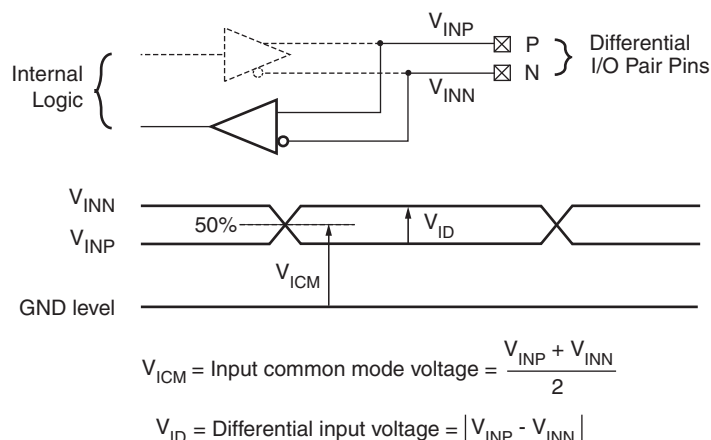 V_INP
P
Differential
I/O Pair Pins
Internal
Logic
N
V_INN
V_INN
50%
V_ID
V_INP
V_ICM
GND level
V_ICM = Input common mode voltage = (V_INP + V_INN) / 2
V_ID = Differential input voltage = |V_INP - V_INN|